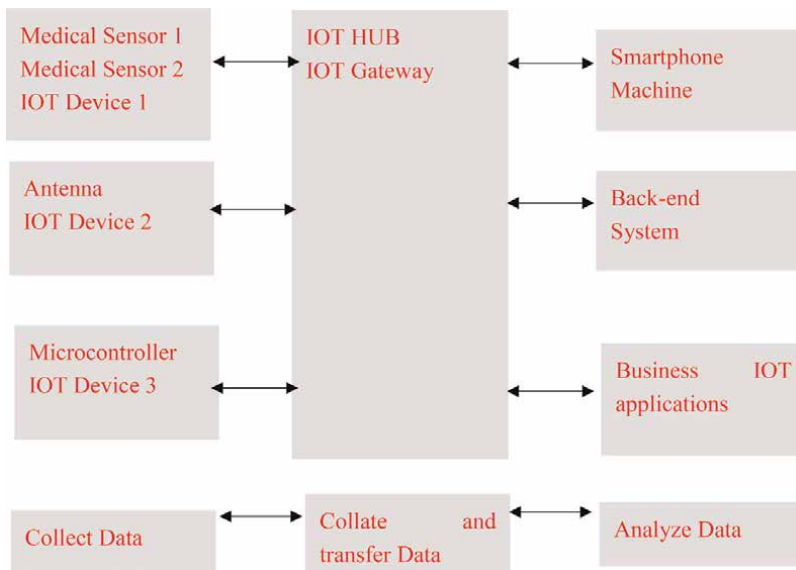 Medical Sensor 1
Medical Sensor 2
IOT Device 1
IOT HUB
IOT Gateway
Smartphone
Machine
Antenna
IOT Device 2
Back-end
System
Microcontroller
IOT Device 3
Business IOT
applications
Collect Data
Collate and
transfer Data
Analyze Data